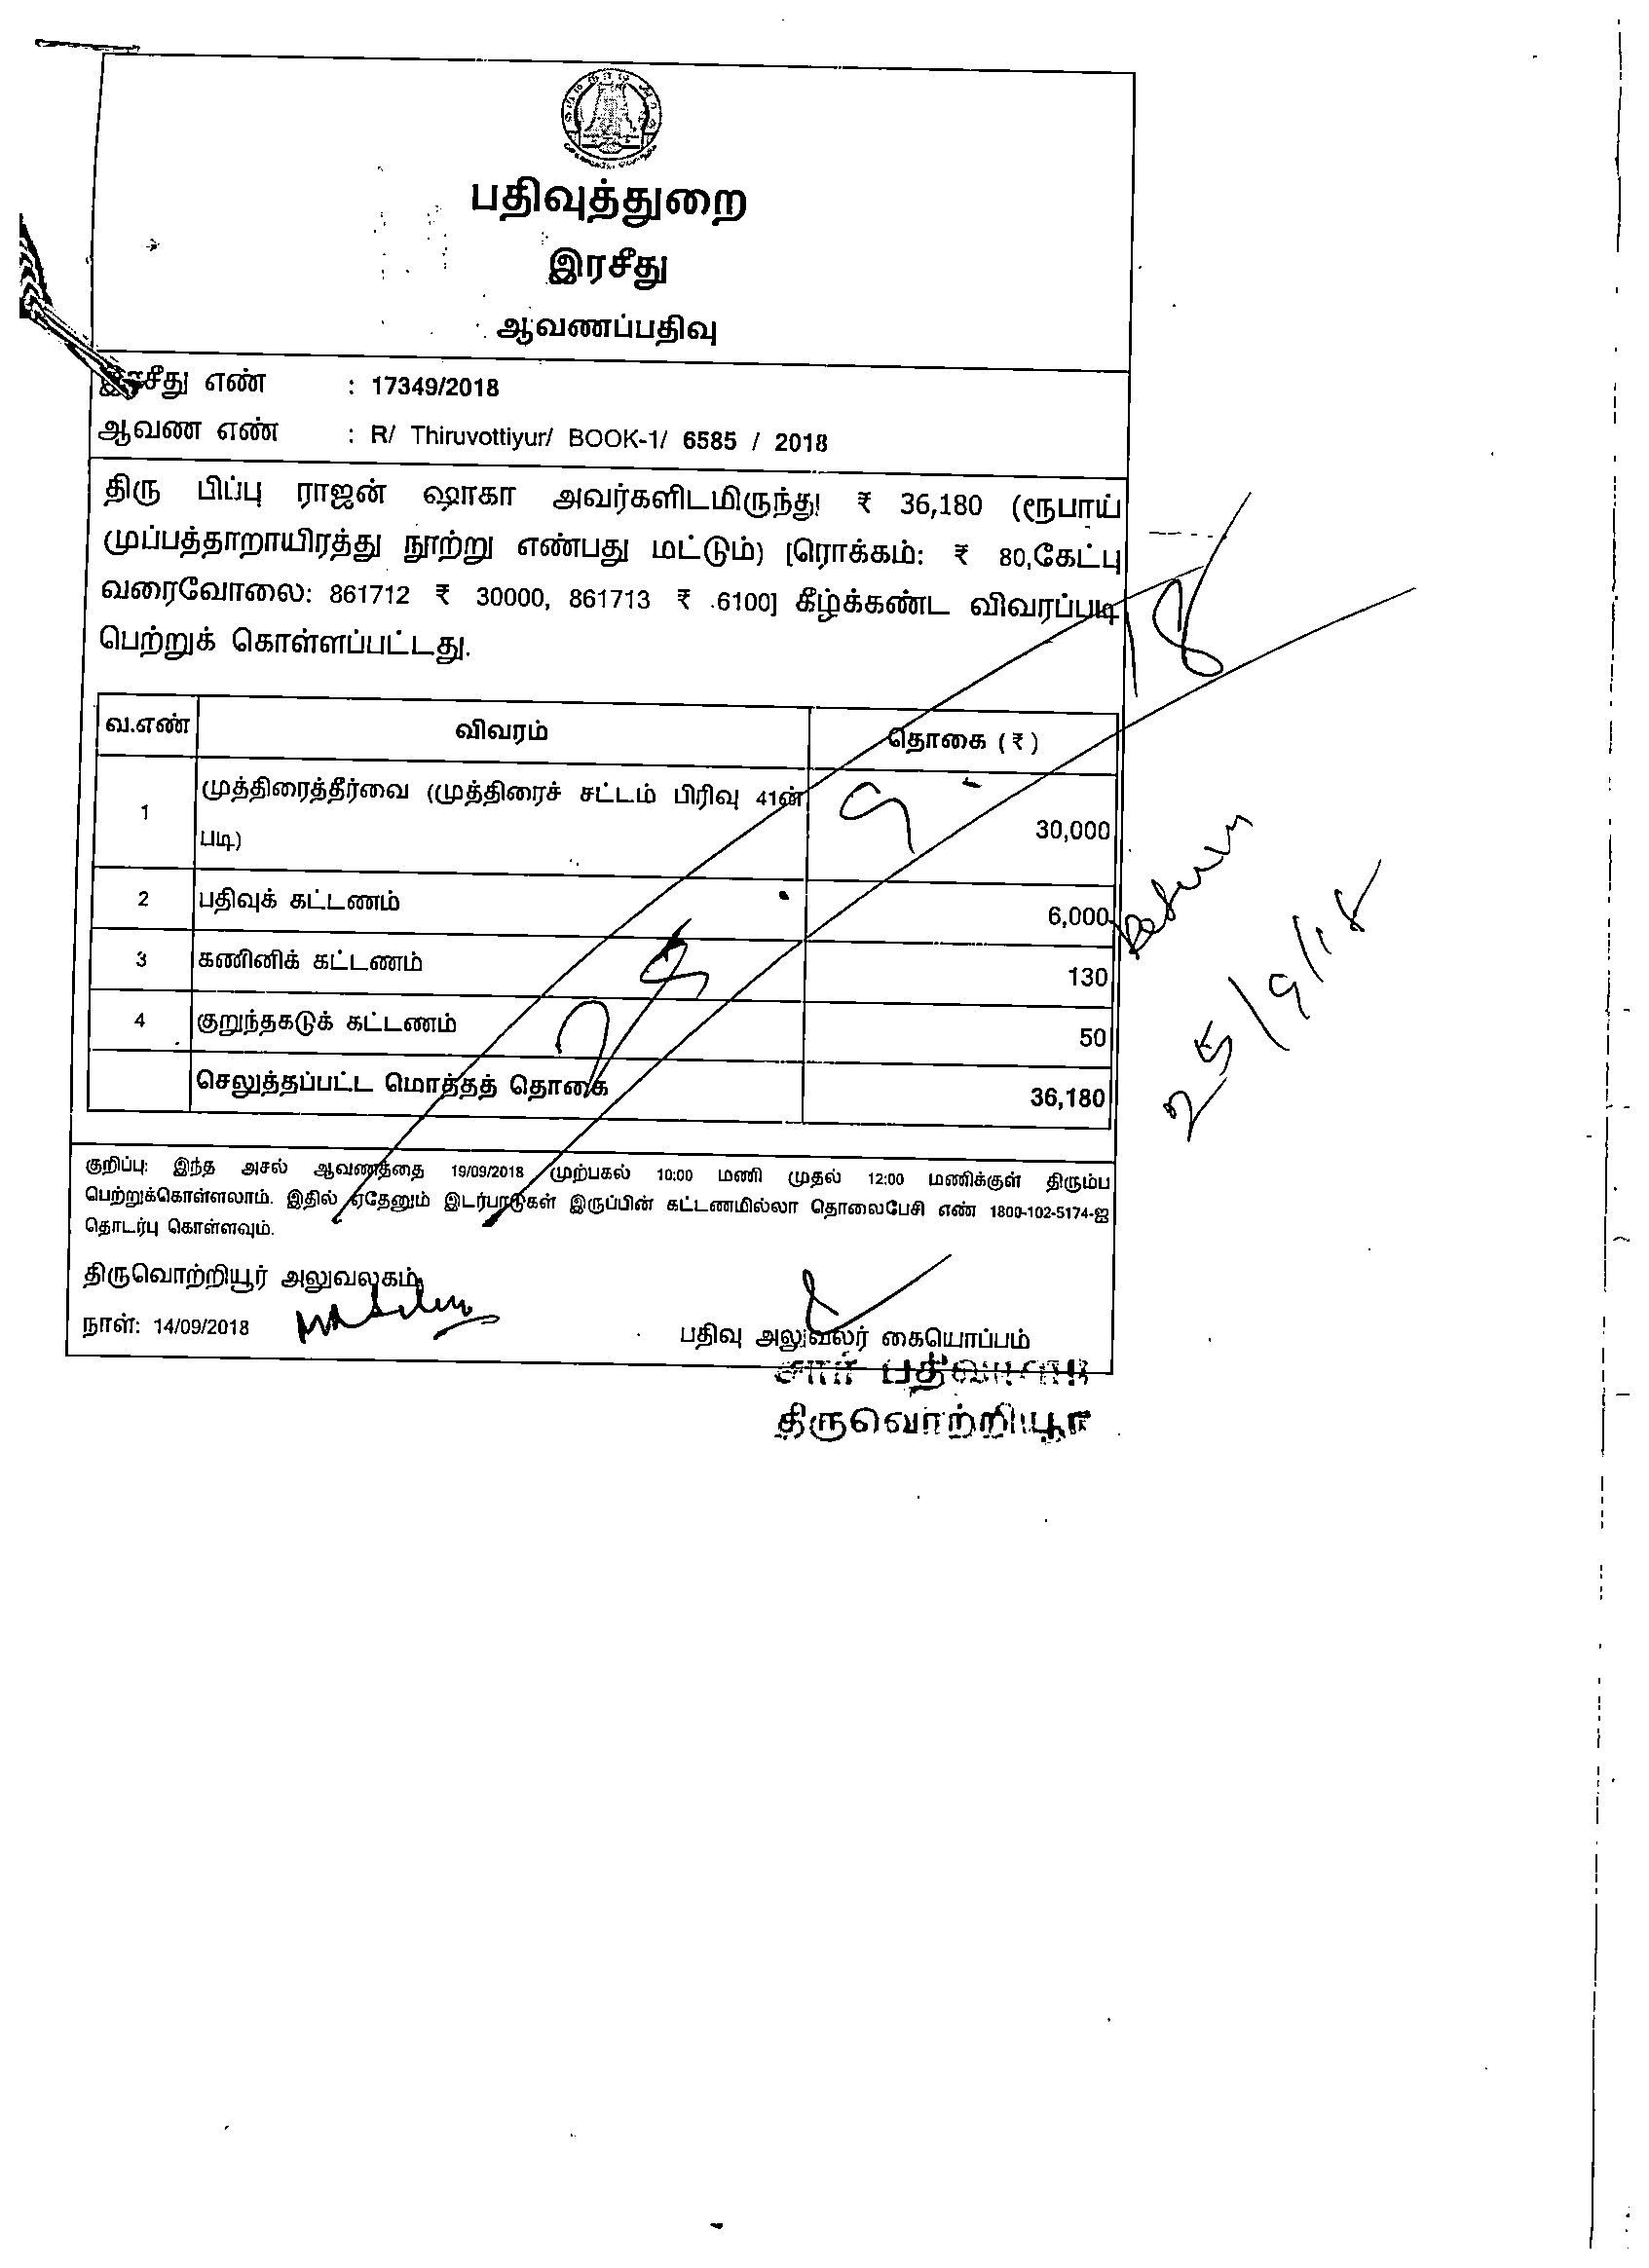 பதிவுத்துறை
இரசீது
ஆவணப்பதிவு
இரசீது எண் : 17349/2018
ஆவண எண் : R/ Thiruvottiyur/ BOOK-1/ 6585 / 2018
திரு பிப்பு ராஜன் ஷாகா அவர்களிடமிருந்து ₹ 36,180 (ரூபாய்
முப்பத்தாறாயிரத்து நூற்று எண்பது மட்டும்) [ரொக்கம்: ₹ 80,கேட்பு
வரைவோலை: 861712 ₹ 30000, 861713 ₹ 6100] கீழ்க்கண்ட விவரப்படி
பெற்றுக் கொள்ளப்பட்டது.
வ.எண் விவரம் தொகை (₹)
1 முத்திரைத்தீர்வை (முத்திரைச் சட்டம் பிரிவு 41ன்
படி) 30,000
2 பதிவுக் கட்டணம் 6,000
3 கணினிக் கட்டணம் 130
4 குறுந்தகடுக் கட்டணம் 50
செலுத்தப்பட்ட மொத்தத் தொகை 36,180
25/9/18
குறிப்பு: இந்த அசல் ஆவணத்தை 19/09/2018 முற்பகல் 10:00 மணி முதல் 12:00 மணிக்குள் திரும்ப
பெற்றுக்கொள்ளலாம். இதில் ஏதேனும் இடர்பாடுகள் இருப்பின் கட்டணமில்லா தொலைபேசி எண் 1800-102-5174-ஐ
தொடர்பு கொள்ளவும்.
திருவொற்றியூர் அலுவலகம்
நாள்: 14/09/2018
பதிவு அலுவலர் கையொப்பம்
சார் பதிவாளர்
திருவொற்றியூர்